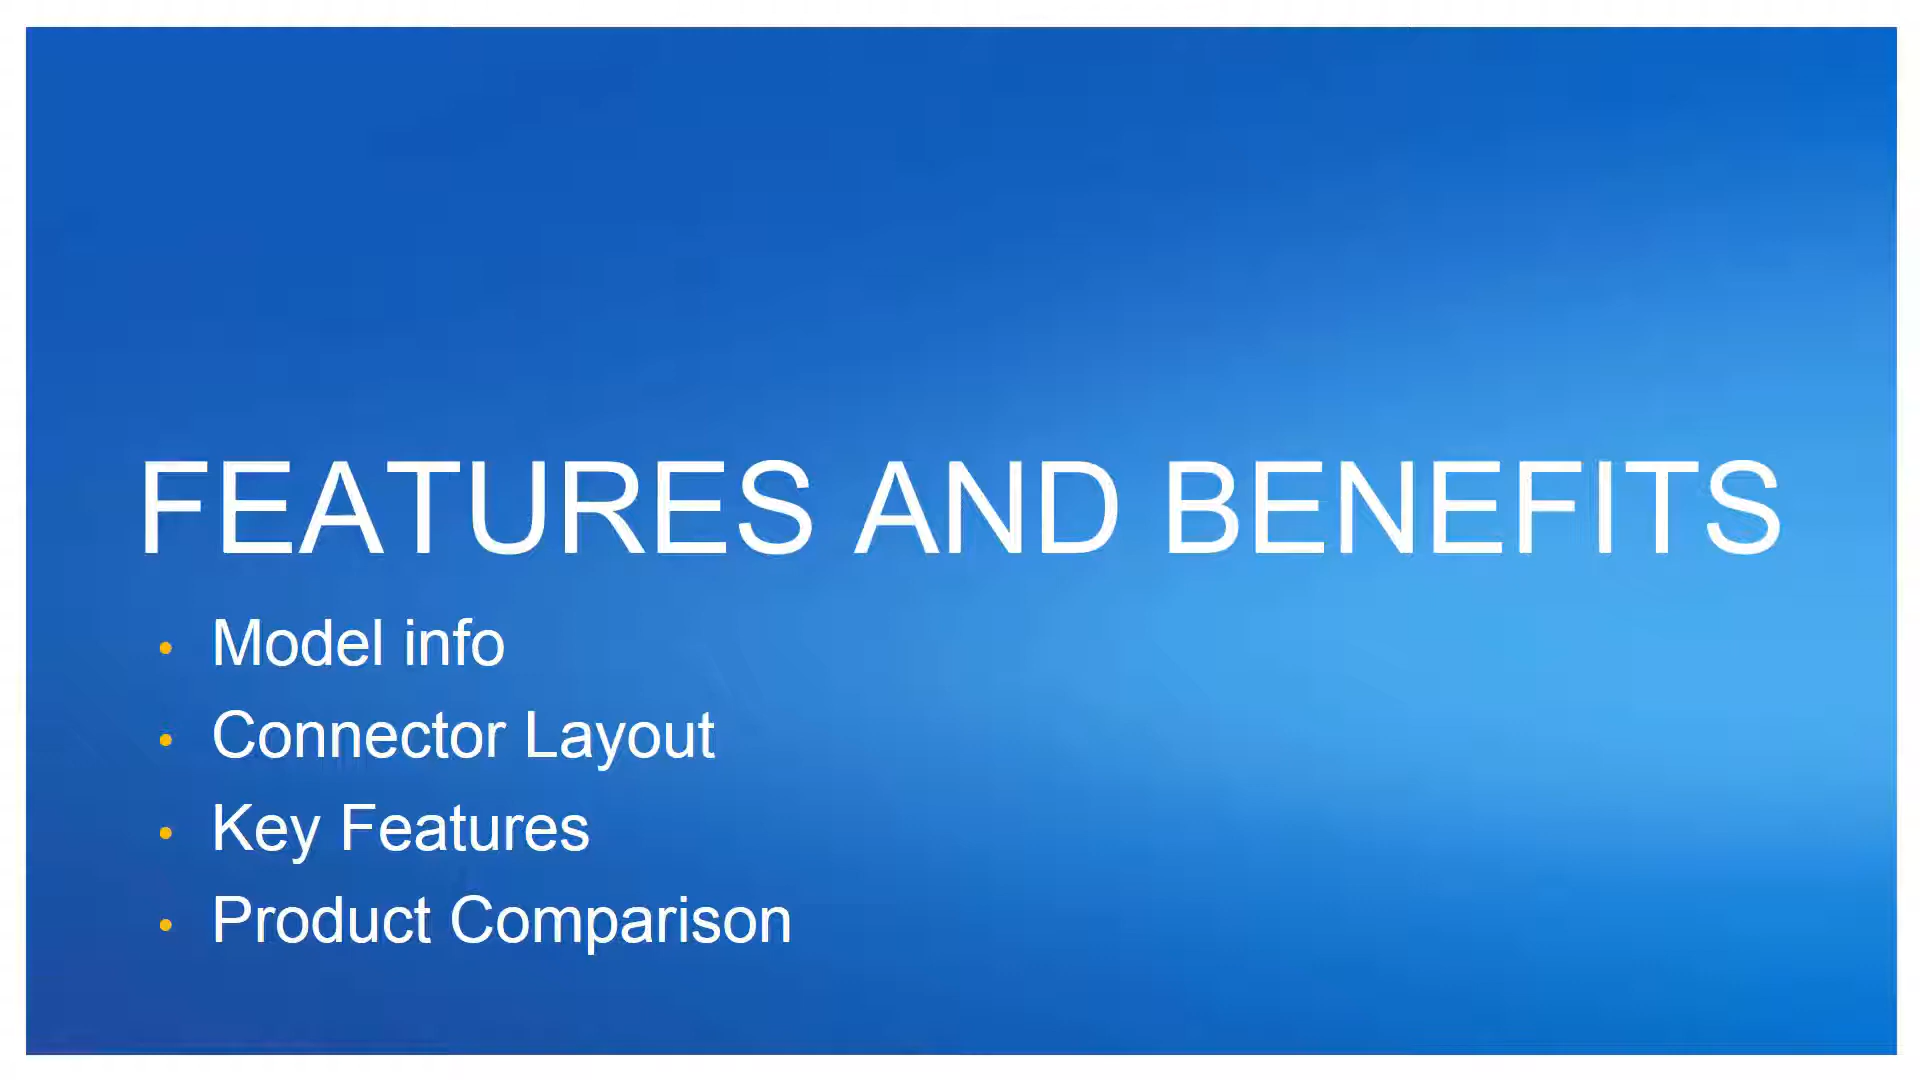 FEATURES AND BENEFITS
• Model info
• Connector Layout
• Key Features
• Product Comparison